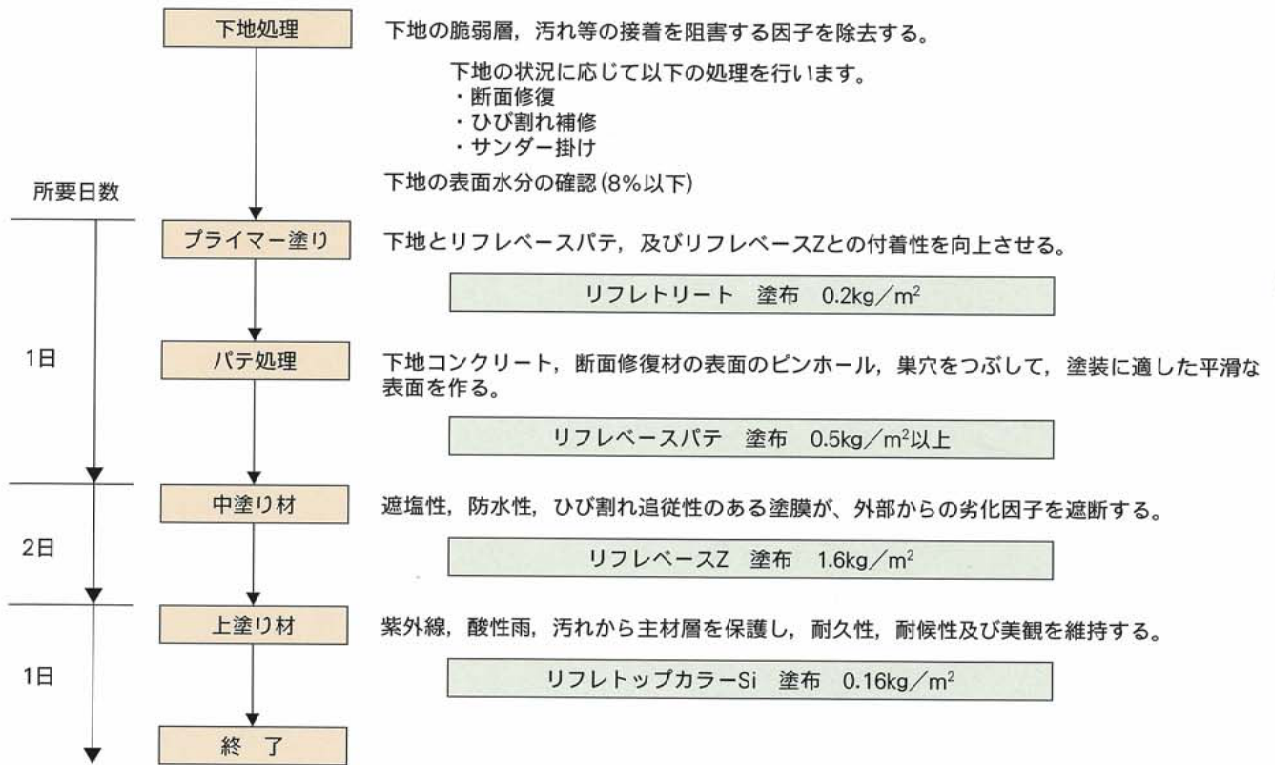 下地処理
下地の脆弱層，汚れ等の接着を阻害する因子を除去する。
下地の状況に応じて以下の処理を行います。
・断面修復
・ひび割れ補修
・サンダー掛け
下地の表面水分の確認(8%以下)
所要日数
プライマー塗り
下地とリフレベースパテ，及びリフレベースZとの付着性を向上させる。
リフレトリート　塗布　0.2kg／m²
1日
パテ処理
下地コンクリート，断面修復材の表面のピンホール，巣穴をつぶして，塗装に適した平滑な
表面を作る。
リフレベースパテ　塗布　0.5kg／m²以上
中塗り材
遮塩性，防水性，ひび割れ追従性のある塗膜が、外部からの劣化因子を遮断する。
2日
リフレベースZ　塗布　1.6kg／m²
上塗り材
紫外線，酸性雨，汚れから主材層を保護し，耐久性，耐候性及び美観を維持する。
1日
リフレトップカラーSi　塗布　0.16kg／m²
終　了